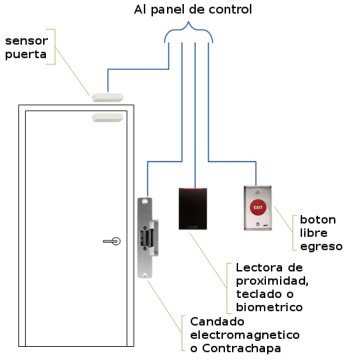 Al panel de control
sensor
puerta
EXIT
boton
libre
egreso
Lectora de
proximidad,
teclado o
biometrico
Candado
electromagnetico
o Contrachapa